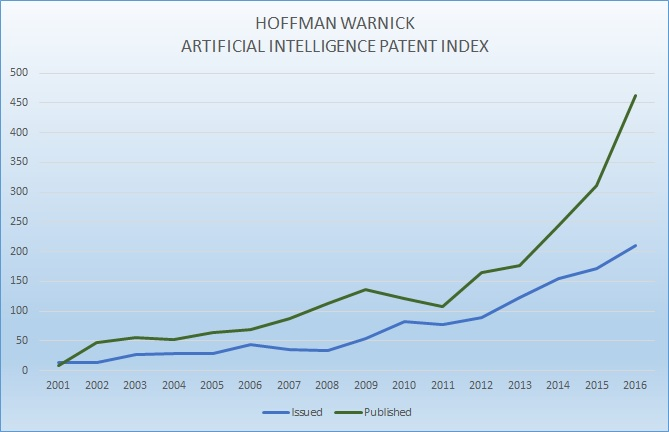 HOFFMAN WARNICK
ARTIFICIAL INTELLIGENCE PATENT INDEX
500
450
400
350
300
250
200
150
100
50
0
2001 2002 2003 2004 2005 2006 2007 2008 2009 2010 2011 2012 2013 2014 2015 2016
Issued Published